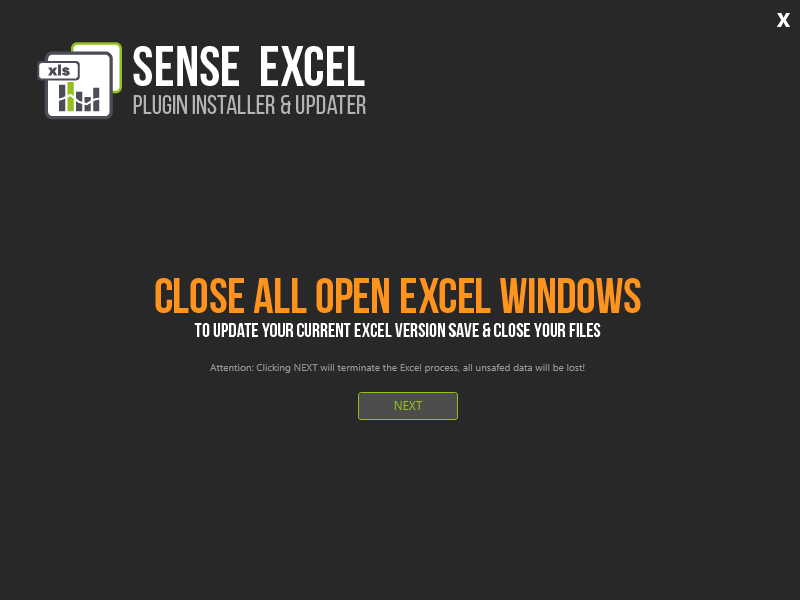 X
xls
SENSE EXCEL
PLUGIN INSTALLER & UPDATER
CLOSE ALL OPEN EXCEL WINDOWS
TO UPDATE YOUR CURRENT EXCEL VERSION SAVE & CLOSE YOUR FILES
Attention: Clicking NEXT will terminate the Excel process, all unsafed data will be lost!
NEXT